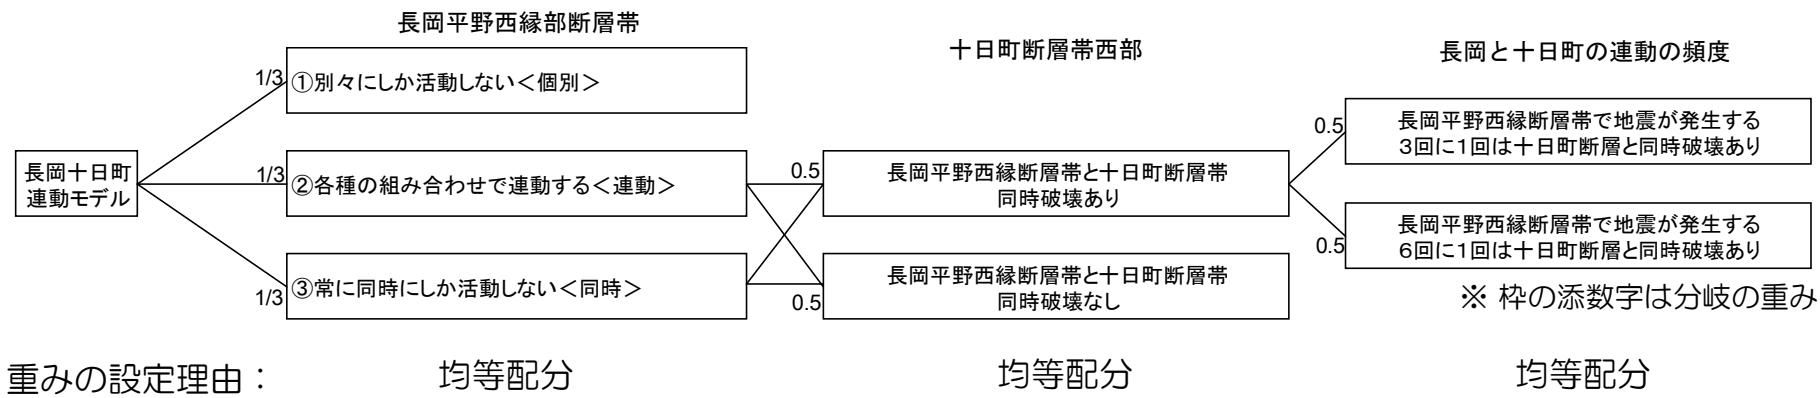 長岡平野西縁部断層帯
十日町断層帯西部
長岡と十日町の連動の頻度
長岡十日町
連動モデル
1/3
①別々にしか活動しない＜個別＞
1/3
②各種の組み合わせで連動する＜連動＞
1/3
③常に同時にしか活動しない＜同時＞
0.5
長岡平野西縁断層帯と十日町断層帯
同時破壊あり
0.5
長岡平野西縁断層帯と十日町断層帯
同時破壊なし
0.5
長岡平野西縁断層帯で地震が発生する
3回に1回は十日町断層と同時破壊あり
0.5
長岡平野西縁断層帯で地震が発生する
6回に1回は十日町断層と同時破壊あり
※ 枠の添数字は分岐の重み
重みの設定理由： 均等配分 均等配分 均等配分